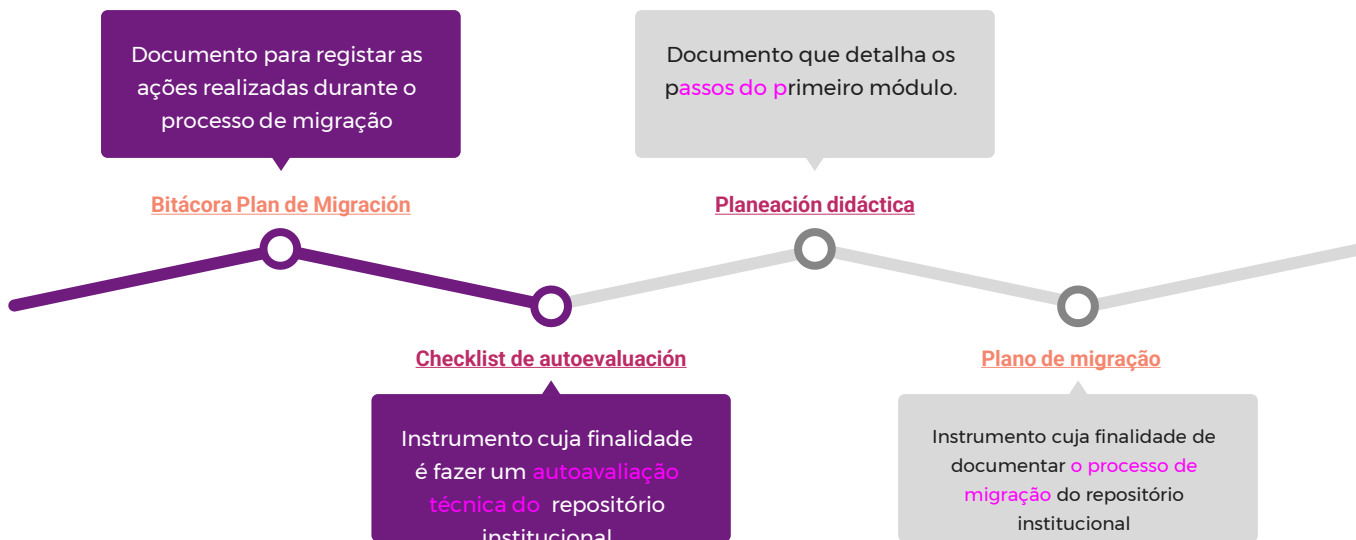 Documento para registar as
ações realizadas durante o
processo de migração
Documento que detalha os
passos do primeiro módulo.
Bitácora Plan de Migración
Planeación didáctica
Checklist de autoevaluación
Plano de migração
Instrumento cuja finalidade
é fazer um autoavaliação
técnica do repositório
institucional
Instrumento cuja finalidade de
documentar o processo de
migração do repositório
institucional